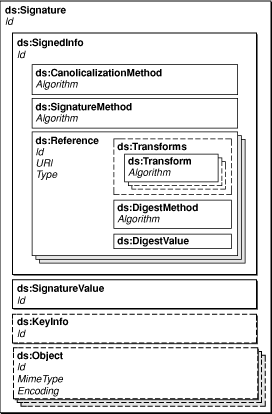 ds:Signature
Id
ds:SignedInfo
Id
ds:CanolicalizationMethod
Algorithm
ds:SignatureMethod
Algorithm
ds:Reference
Id
URI
Type
ds:Transforms
ds:Transform
Algorithm
ds:DigestMethod
Algorithm
ds:DigestValue
ds:SignatureValue
Id
ds:KeyInfo
Id
ds:Object
Id
MimeType
Encoding